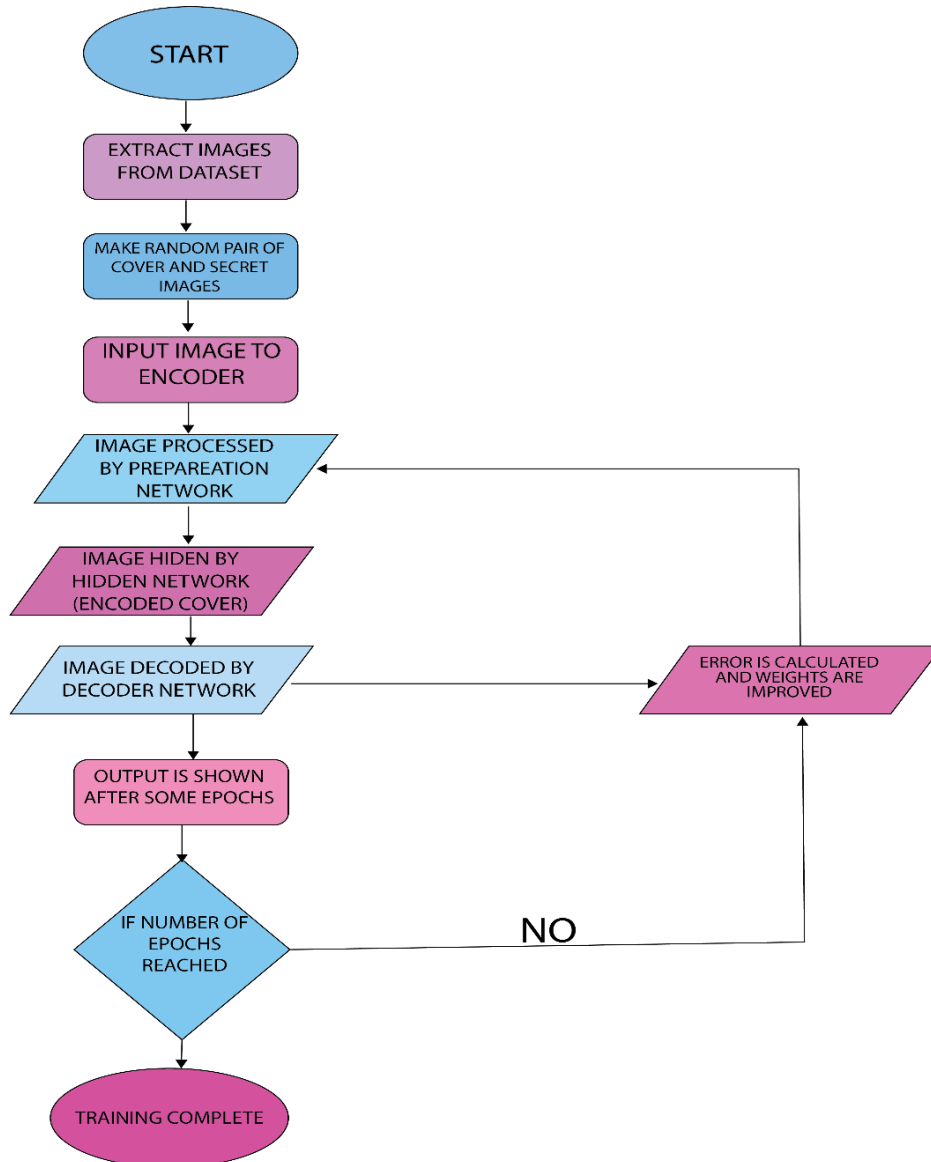 START
EXTRACT IMAGES
FROM DATASET
MAKE RANDOM PAIR OF
COVER AND SECRET
IMAGES
INPUT IMAGE TO
ENCODER
IMAGE PROCESSED
BY PREPAREATION
NETWORK
IMAGE HIDEN BY
HIDDEN NETWORK
(ENCODED COVER)
IMAGE DECODED BY
DECODER NETWORK
ERROR IS CALCULATED
AND WEIGHTS ARE
IMPROVED
OUTPUT IS SHOWN
AFTER SOME EPOCHS
IF NUMBER OF
EPOCHS
REACHED
NO
TRAINING COMPLETE